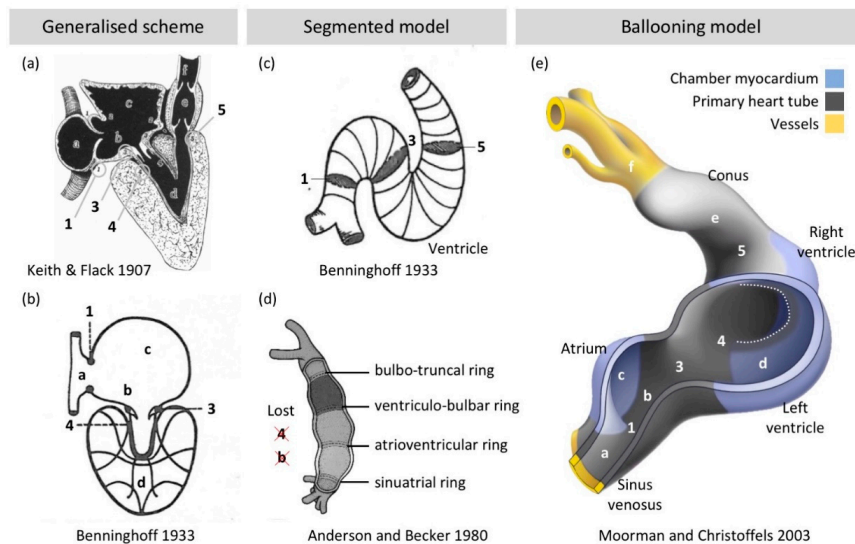 Generalised scheme
Segmented model
Ballooning model
(a)
c
a
b
d
5
1
3
4
Keith & Flack 1907
(b)
1
c
a
b
4
3
d
Benninghoff 1933
(c)
3
5
1
Ventricle
Benninghoff 1933
(d)
bulbo-truncal ring
ventriculo-bulbar ring
Lost
4
atrioventricular ring
b
sinuatrial ring
Anderson and Becker 1980
(e)
Chamber myocardium
Primary heart tube
Vessels
f
Conus
e
Right
ventricle
5
Atrium
4
c
3
d
b
1
Left
ventricle
a
Sinus
venosus
Moorman and Christoffels 2003